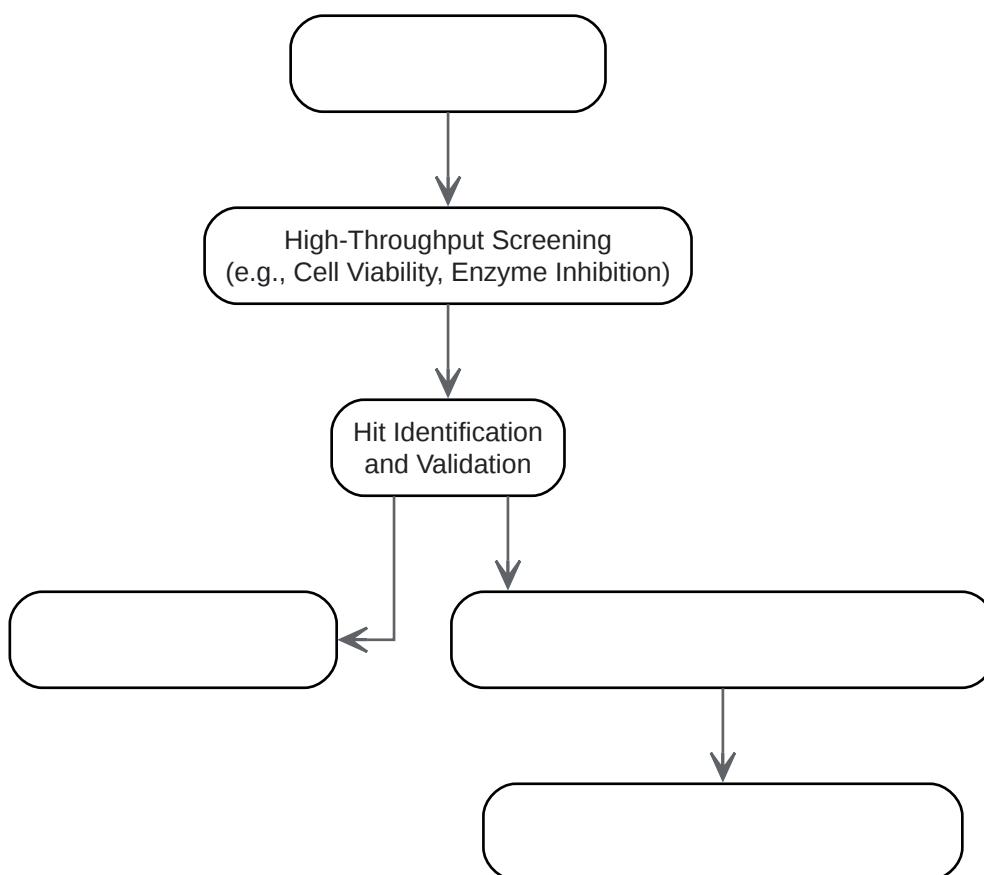 High-Throughput Screening
(e.g., Cell Viability, Enzyme Inhibition)
Hit Identification
and Validation